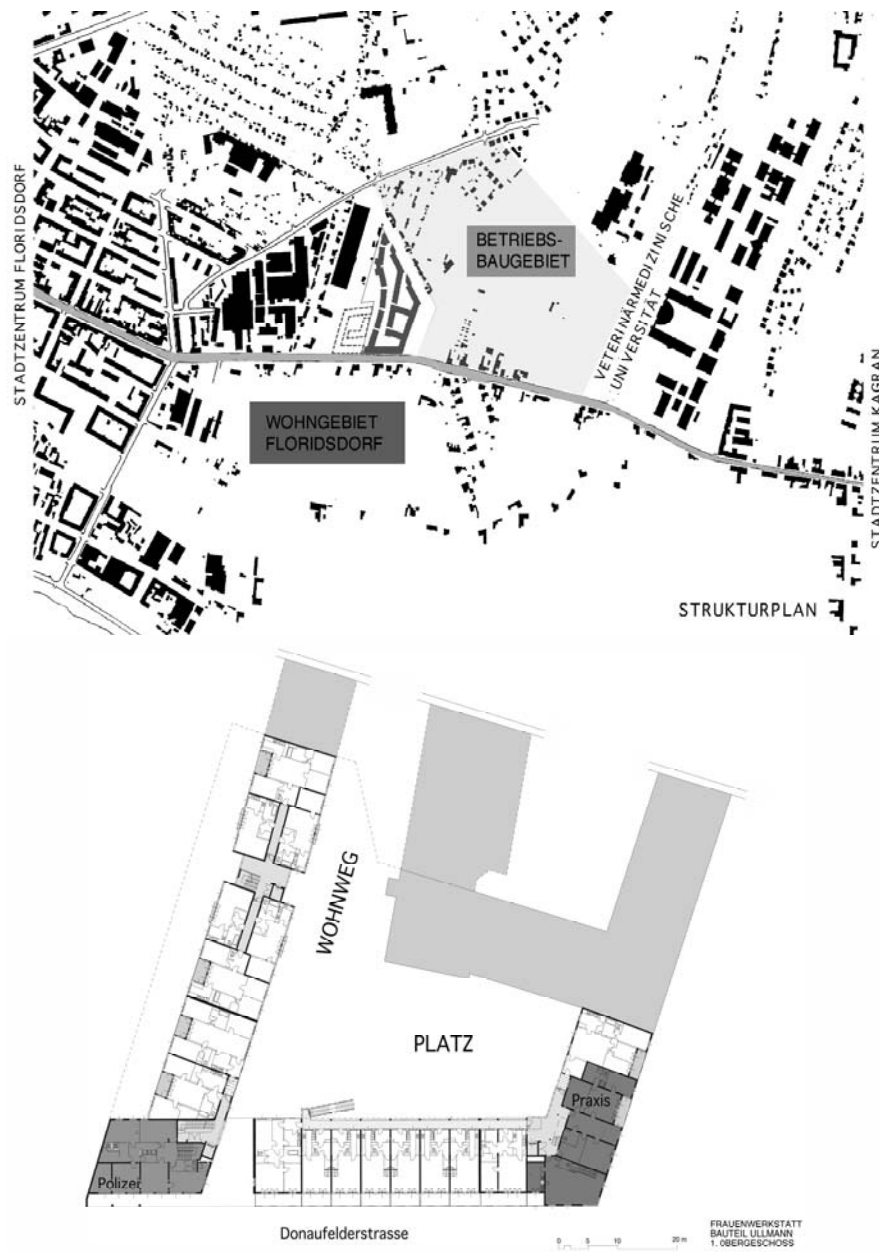 STADTZENTRUM FLORIDSDORF
BETRIEBS-
BAUGEBIET
VETERINÄRMEDIZINISCHE
UNIVERSITÄT
WOHNGEBIET
FLORIDSDORF
STADTZENTRUM KAGRAN
STRUKTURPLAN
WOHNWEG
PLATZ
Praxis
Polizei
Donaufelderstrasse
0 5 10 20 m
FRAUENWERKSTATT
BAUTEIL ULLMANN
1. OBERGESCHOSS